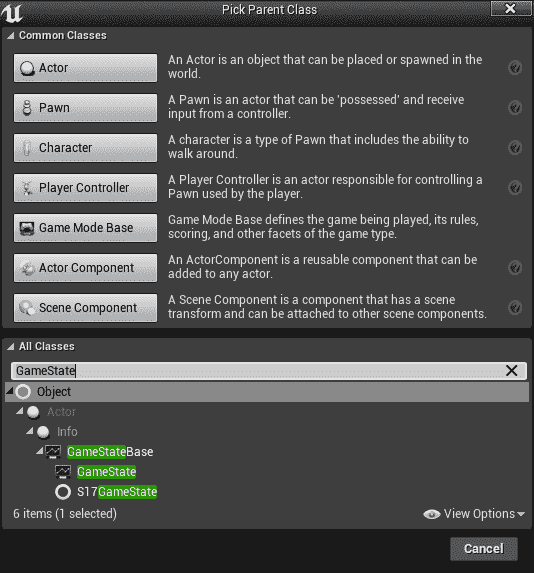 Pick Parent Class
Common Classes
Actor
An Actor is an object that can be placed or spawned in the
world.
Pawn
A Pawn is an actor that can be 'possessed' and receive
input from a controller.
Character
A character is a type of Pawn that includes the ability to
walk around.
Player Controller
A Player Controller is an actor responsible for controlling a
Pawn used by the player.
Game Mode Base
Game Mode Base defines the game being played, its rules,
scoring, and other facets of the game type.
Actor Component
An ActorComponent is a reusable component that can be
added to any actor.
Scene Component
A Scene Component is a component that has a scene
transform and can be attached to other scene components.
All Classes
GameState
Object
Actor
Info
GameStateBase
GameState
S17GameState
6 items (1 selected)
View Options
Cancel